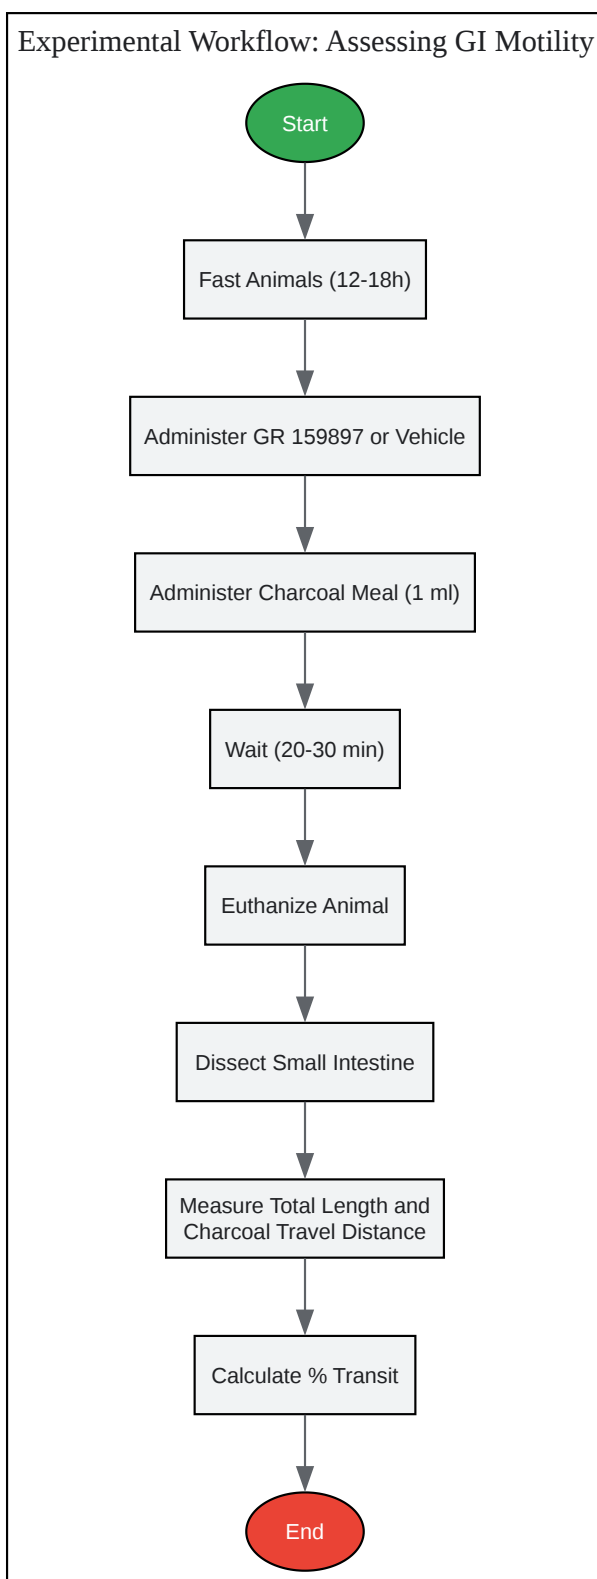 Experimental Workflow: Assessing GI Motility
Start
Fast Animals (12-18h)
Administer GR 159897 or Vehicle
Administer Charcoal Meal (1 ml)
Wait (20-30 min)
Euthanize Animal
Dissect Small Intestine
Measure Total Length and
Charcoal Travel Distance
Calculate % Transit
End